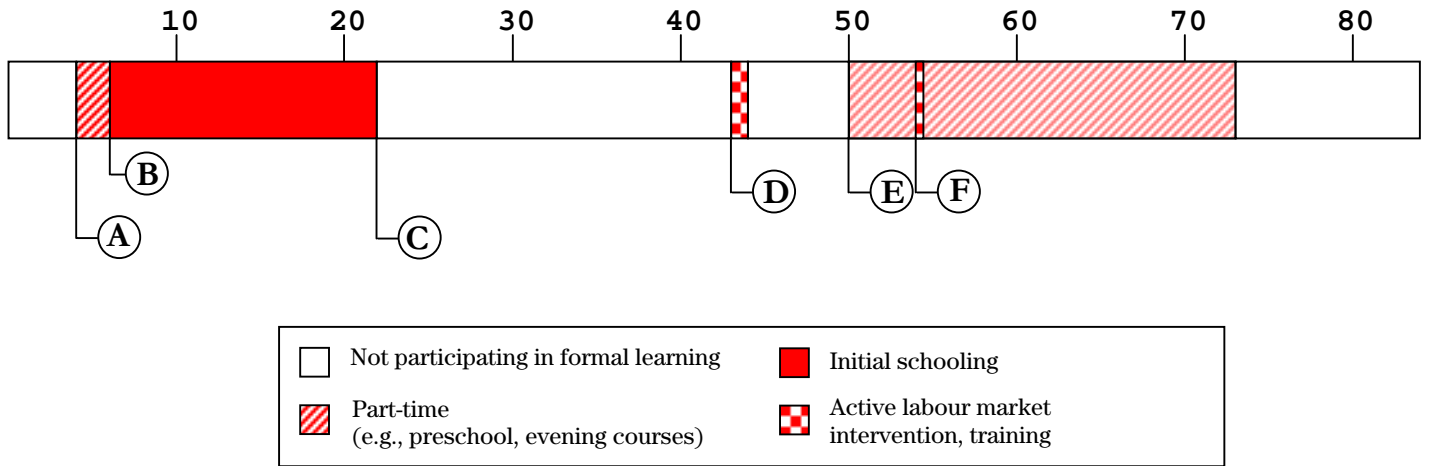 10 20 30 40 50 60 70 80
B
D E F
A C
Not participating in formal learning
Initial schooling
Part-time
(e.g., preschool, evening courses)
Active labour market
intervention, training